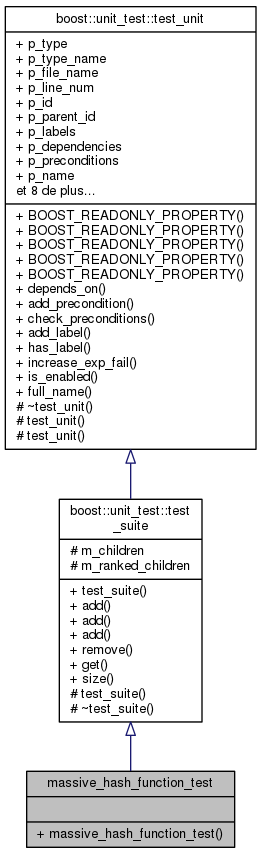 boost::unit_test::test_unit
+ p_type
+ p_type_name
+ p_file_name
+ p_line_num
+ p_id
+ p_parent_id
+ p_labels
+ p_dependencies
+ p_preconditions
+ p_name
et 8 de plus...
+ BOOST_READONLY_PROPERTY()
+ BOOST_READONLY_PROPERTY()
+ BOOST_READONLY_PROPERTY()
+ BOOST_READONLY_PROPERTY()
+ BOOST_READONLY_PROPERTY()
+ depends_on()
+ add_precondition()
+ check_preconditions()
+ add_label()
+ has_label()
+ increase_exp_fail()
+ is_enabled()
+ full_name()
# ~test_unit()
# test_unit()
# test_unit()
boost::unit_test::test
_suite
# m_children
# m_ranked_children
+ test_suite()
+ add()
+ add()
+ add()
+ remove()
+ get()
+ size()
# test_suite()
# ~test_suite()
massive_hash_function_test
+ massive_hash_function_test()